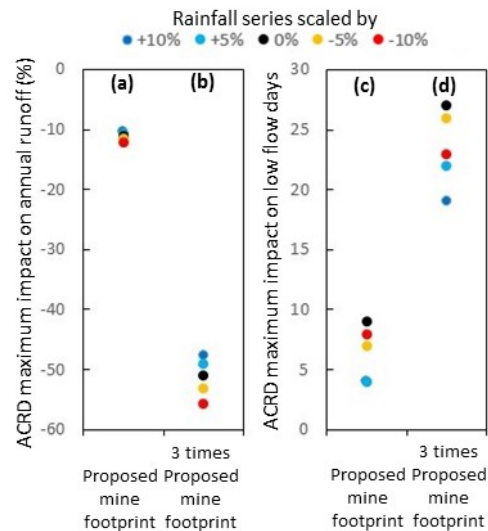 Rainfall series scaled by
+10% +5% 0% -5% -10%
ACRD maximum impact on annual runoff (%)
0
-10
-20
-30
-40
-50
-60
(a) (b)
Proposed mine footprint
3 times Proposed mine footprint
ACRD maximum impact on low flow days
30
25
20
15
10
5
0
(c) (d)
Proposed mine footprint
3 times Proposed mine footprint